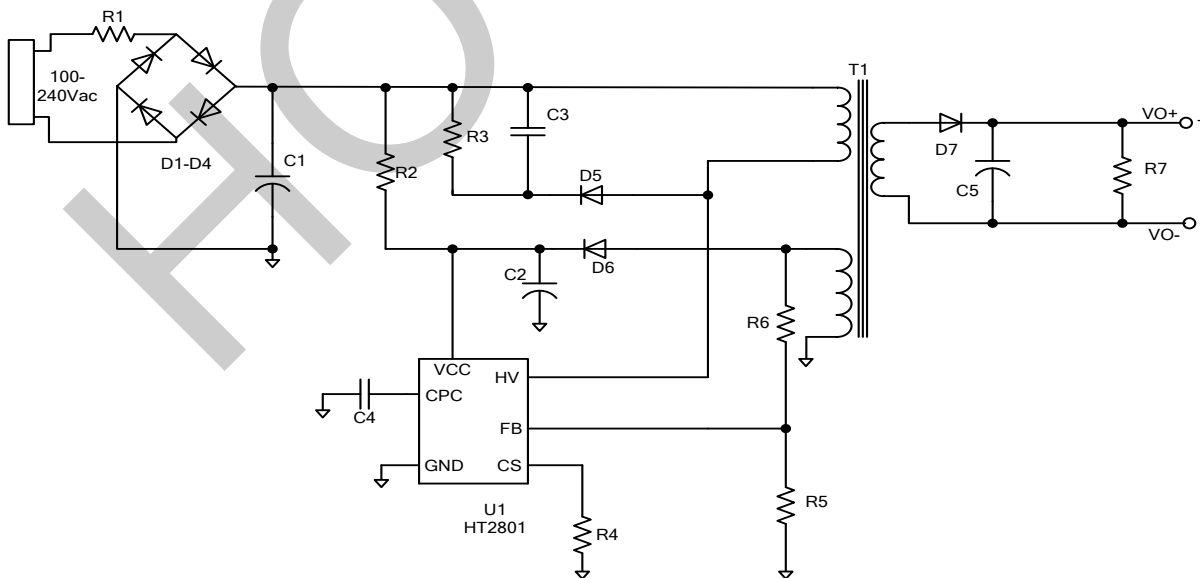 R1
100-
240Vac
D1-D4
C1
R2
R3
C3
D5
T1
D7
C5
VO+
+
R7
VO-
C2
D6
R6
VCC
HV
CPC
C4
FB
GND
CS
U1
HT2801
R4
R5
HO